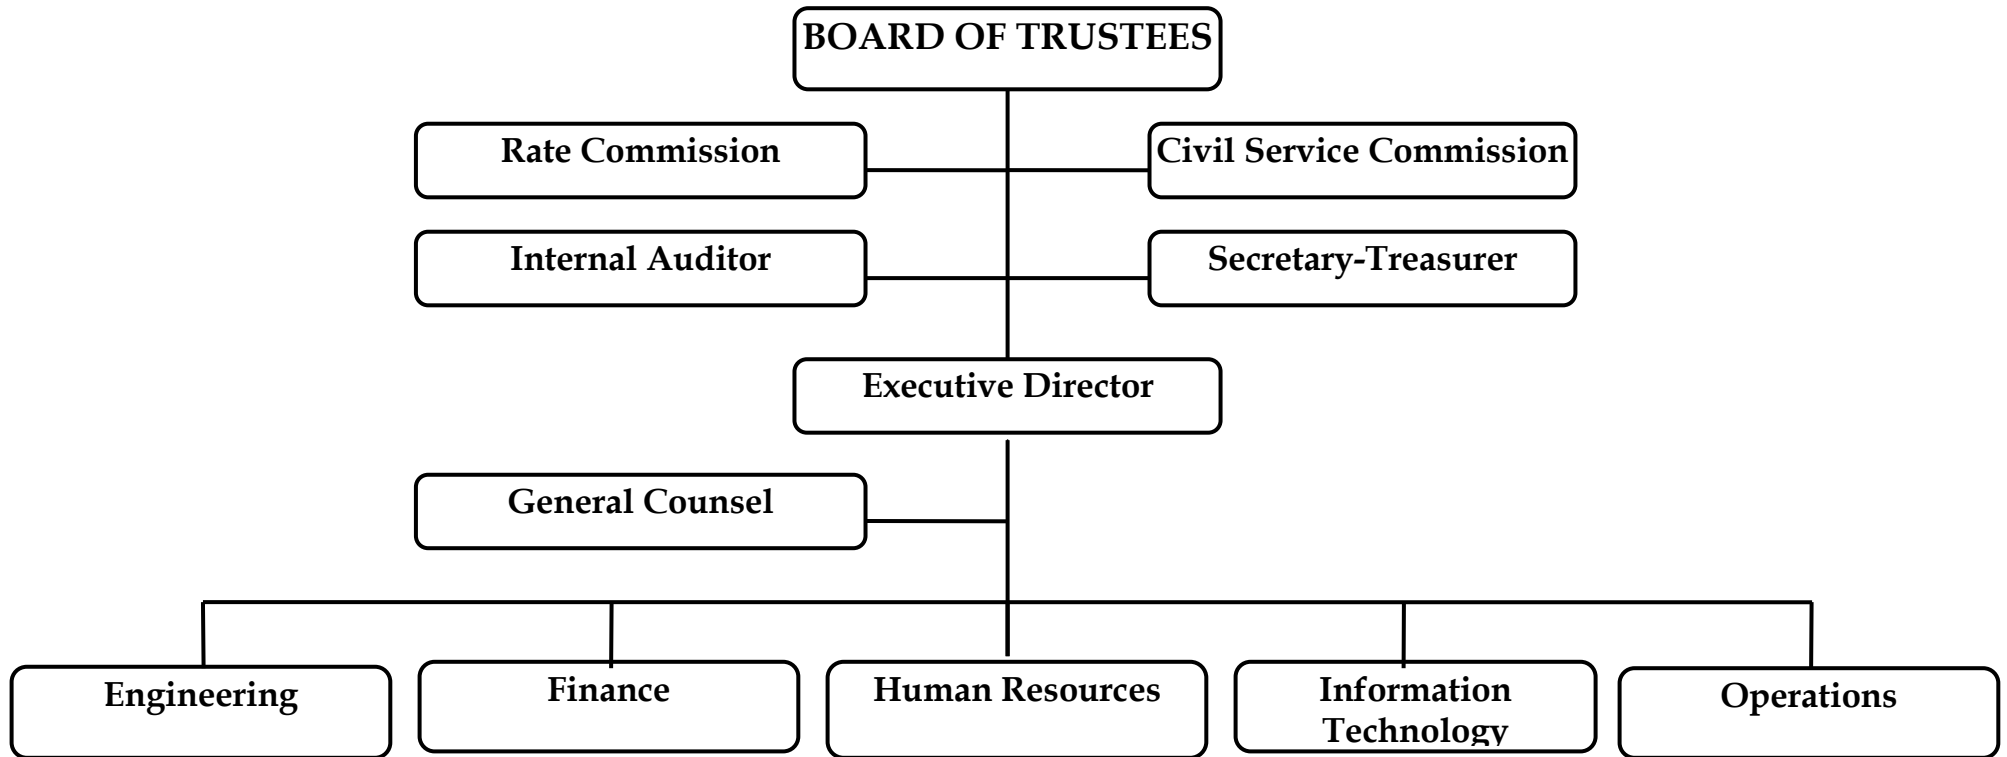 BOARD OF TRUSTEES
Rate Commission
Civil Service Commission
Internal Auditor
Secretary-Treasurer
Executive Director
General Counsel
Engineering
Finance
Human Resources
Information
Technology
Operations